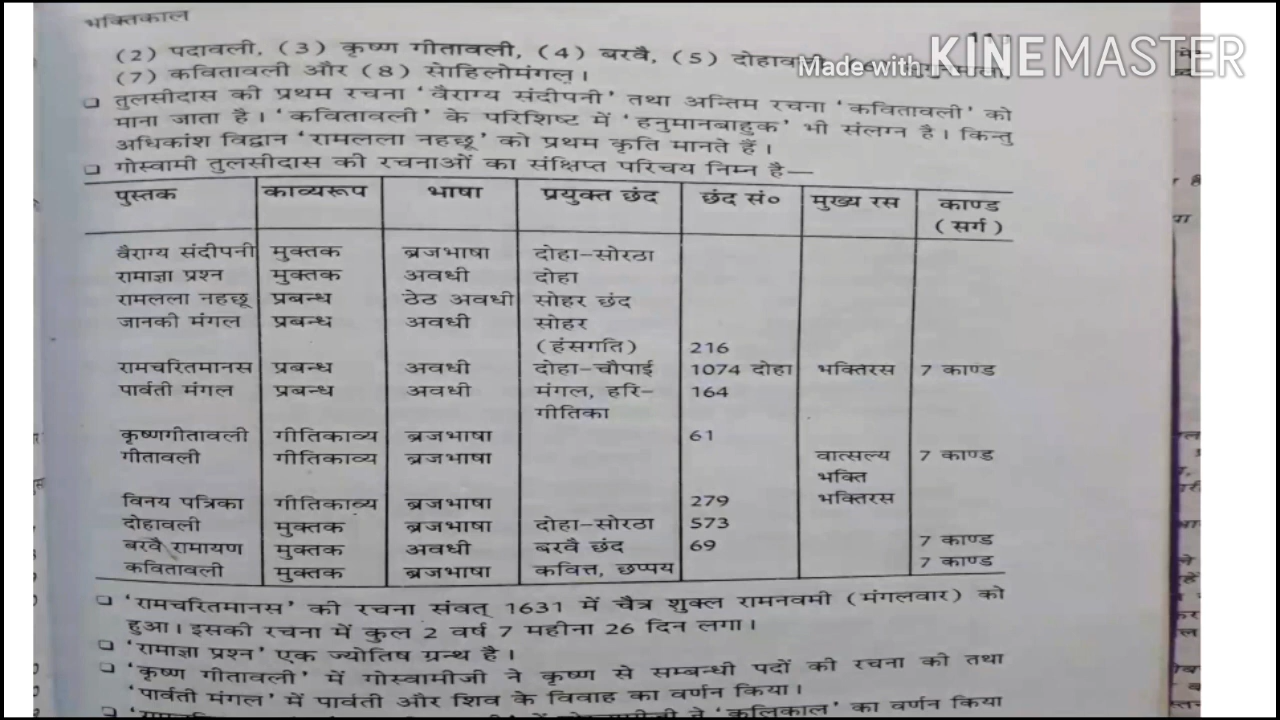 भक्तिकाल
(2) पदावली, (3) कृष्ण गीतावली, (4) बरवै, (5) दोहावली
Made with KINEMASTER
(7) कवितावली और (8) सोहिलोमंगल।
❑ तुलसीदास की प्रथम रचना 'वैराग्य संदीपनी' तथा अन्तिम रचना 'कवितावली' को
माना जाता है। 'कवितावली' के परिशिष्ट में 'हनुमानबाहुक' भी संलग्न है। किन्तु
अधिकांश विद्वान 'रामलला नहछू' को प्रथम कृति मानते हैं।
❑ गोस्वामी तुलसीदास की रचनाओं का संक्षिप्त परिचय निम्न है—
पुस्तक काव्यरूप भाषा प्रयुक्त छंद छंद सं० मुख्य रस काण्ड
(सर्ग)
वैराग्य संदीपनी मुक्तक ब्रजभाषा दोहा-सोरठा
रामाज्ञा प्रश्न मुक्तक अवधी दोहा
रामलला नहछू प्रबन्ध ठेठ अवधी सोहर छंद
जानकी मंगल प्रबन्ध अवधी सोहर
(हंसगति) 216
रामचरितमानस प्रबन्ध अवधी दोहा-चौपाई 1074 दोहा भक्तिरस 7 काण्ड
पार्वती मंगल प्रबन्ध अवधी मंगल, हरि- 164
गीतिका
कृष्णगीतावली गीतिकाव्य ब्रजभाषा 61
गीतावली गीतिकाव्य ब्रजभाषा वात्सल्य 7 काण्ड
भक्ति
विनय पत्रिका गीतिकाव्य ब्रजभाषा 279 भक्तिरस
दोहावली मुक्तक ब्रजभाषा दोहा-सोरठा 573
बरवै रामायण मुक्तक अवधी बरवै छंद 69 7 काण्ड
कवितावली मुक्तक ब्रजभाषा कवित्त, छप्पय 7 काण्ड
❑ 'रामचरितमानस' की रचना संवत् 1631 में चैत्र शुक्ल रामनवमी (मंगलवार) को
हुआ। इसकी रचना में कुल 2 वर्ष 7 महीना 26 दिन लगा।
❑ 'रामाज्ञा प्रश्न' एक ज्योतिष ग्रन्थ है।
❑ 'कृष्ण गीतावली' में गोस्वामीजी ने कृष्ण से सम्बन्धी पदों की रचना की तथा
'पार्वती मंगल' में पार्वती और शिव के विवाह का वर्णन किया।
गोस्वामीजी ने 'कलिकाल' का वर्णन किया